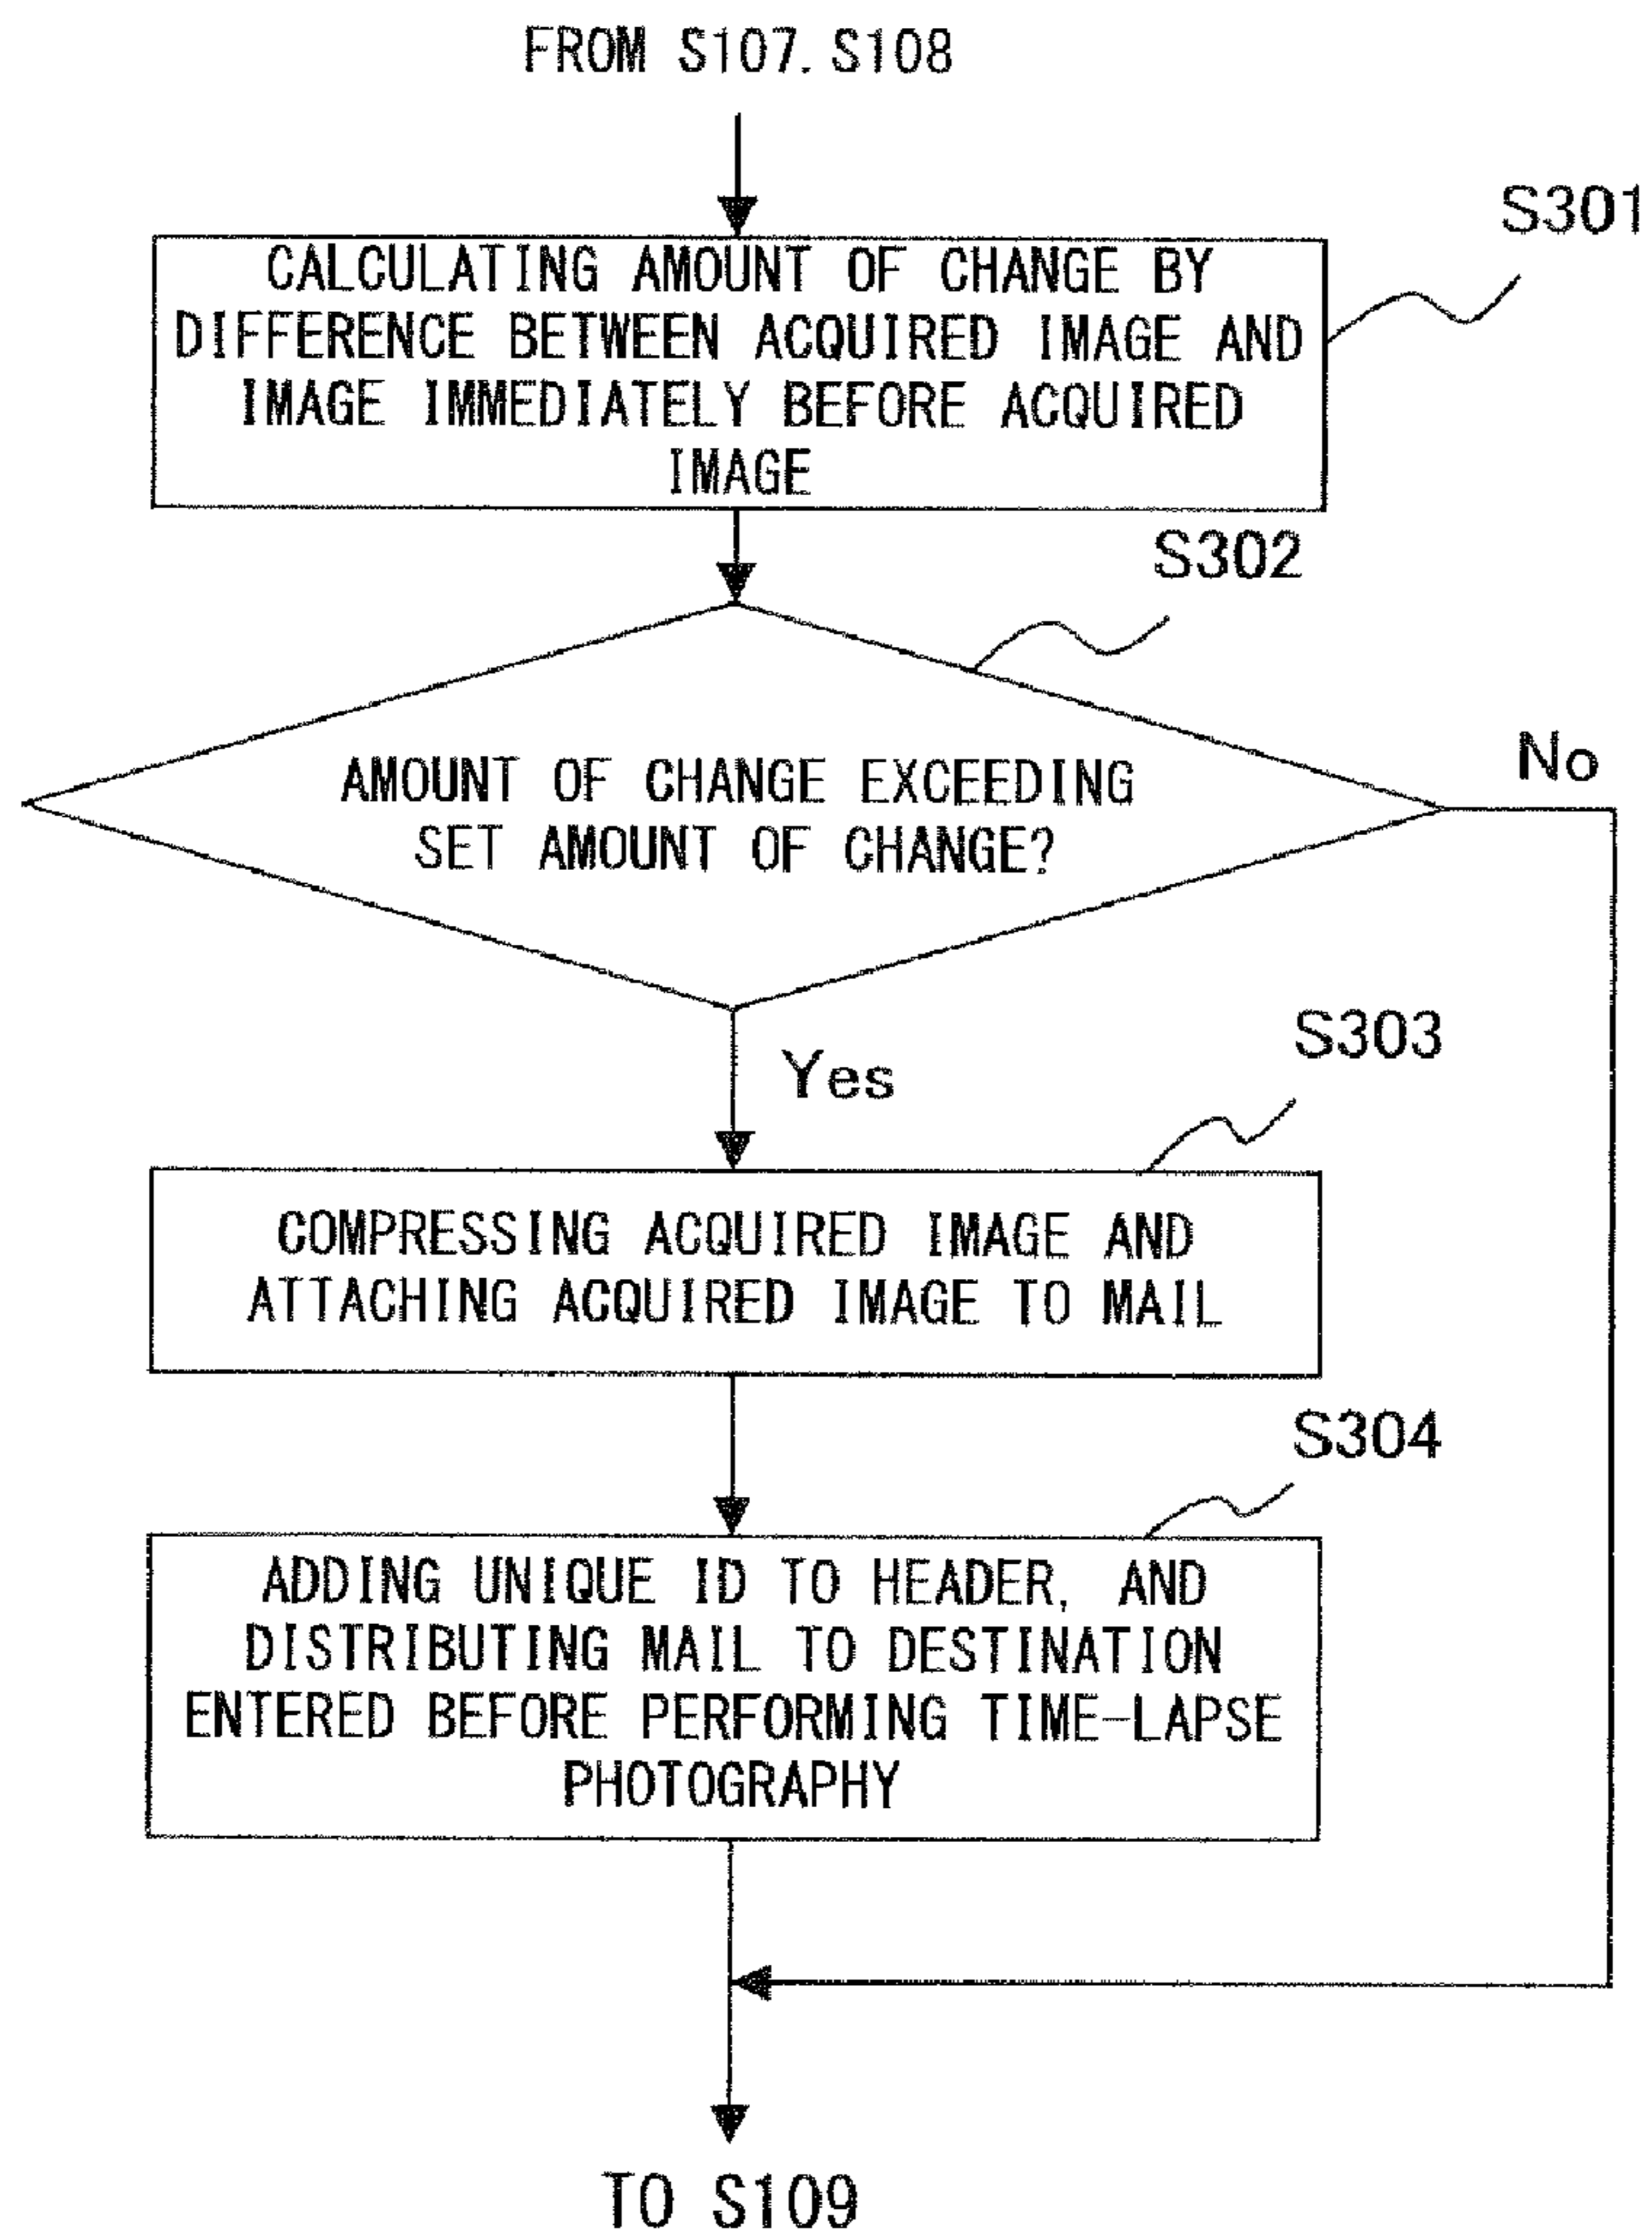 FROM S107. S108
S301
CALCULATING AMOUNT OF CHANGE BY
DIFFERENCE BETWEEN ACQUIRED IMAGE AND
IMAGE IMMEDIATELY BEFORE ACQUIRED
IMAGE
S302
AMOUNT OF CHANGE EXCEEDING
SET AMOUNT OF CHANGE?
No
Yes
S303
COMPRESSING ACQUIRED IMAGE AND
ATTACHING ACQUIRED IMAGE TO MAIL
S304
ADDING UNIQUE ID TO HEADER, AND
DISTRIBUTING MAIL TO DESTINATION
ENTERED BEFORE PERFORMING TIME-LAPSE
PHOTOGRAPHY
TO S109